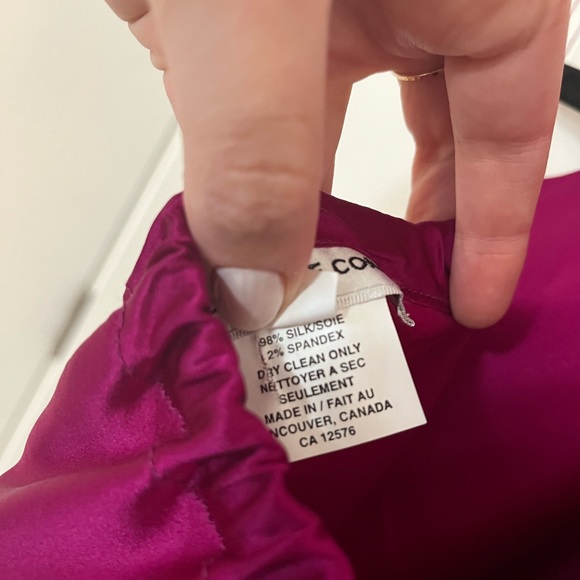 CO
98% SILK/SOIE
2% SPANDEX
DRY CLEAN ONLY
NETTOYER A SEC
SEULEMENT
MADE IN / FAIT AU
NCOUVER, CANADA
CA 12576